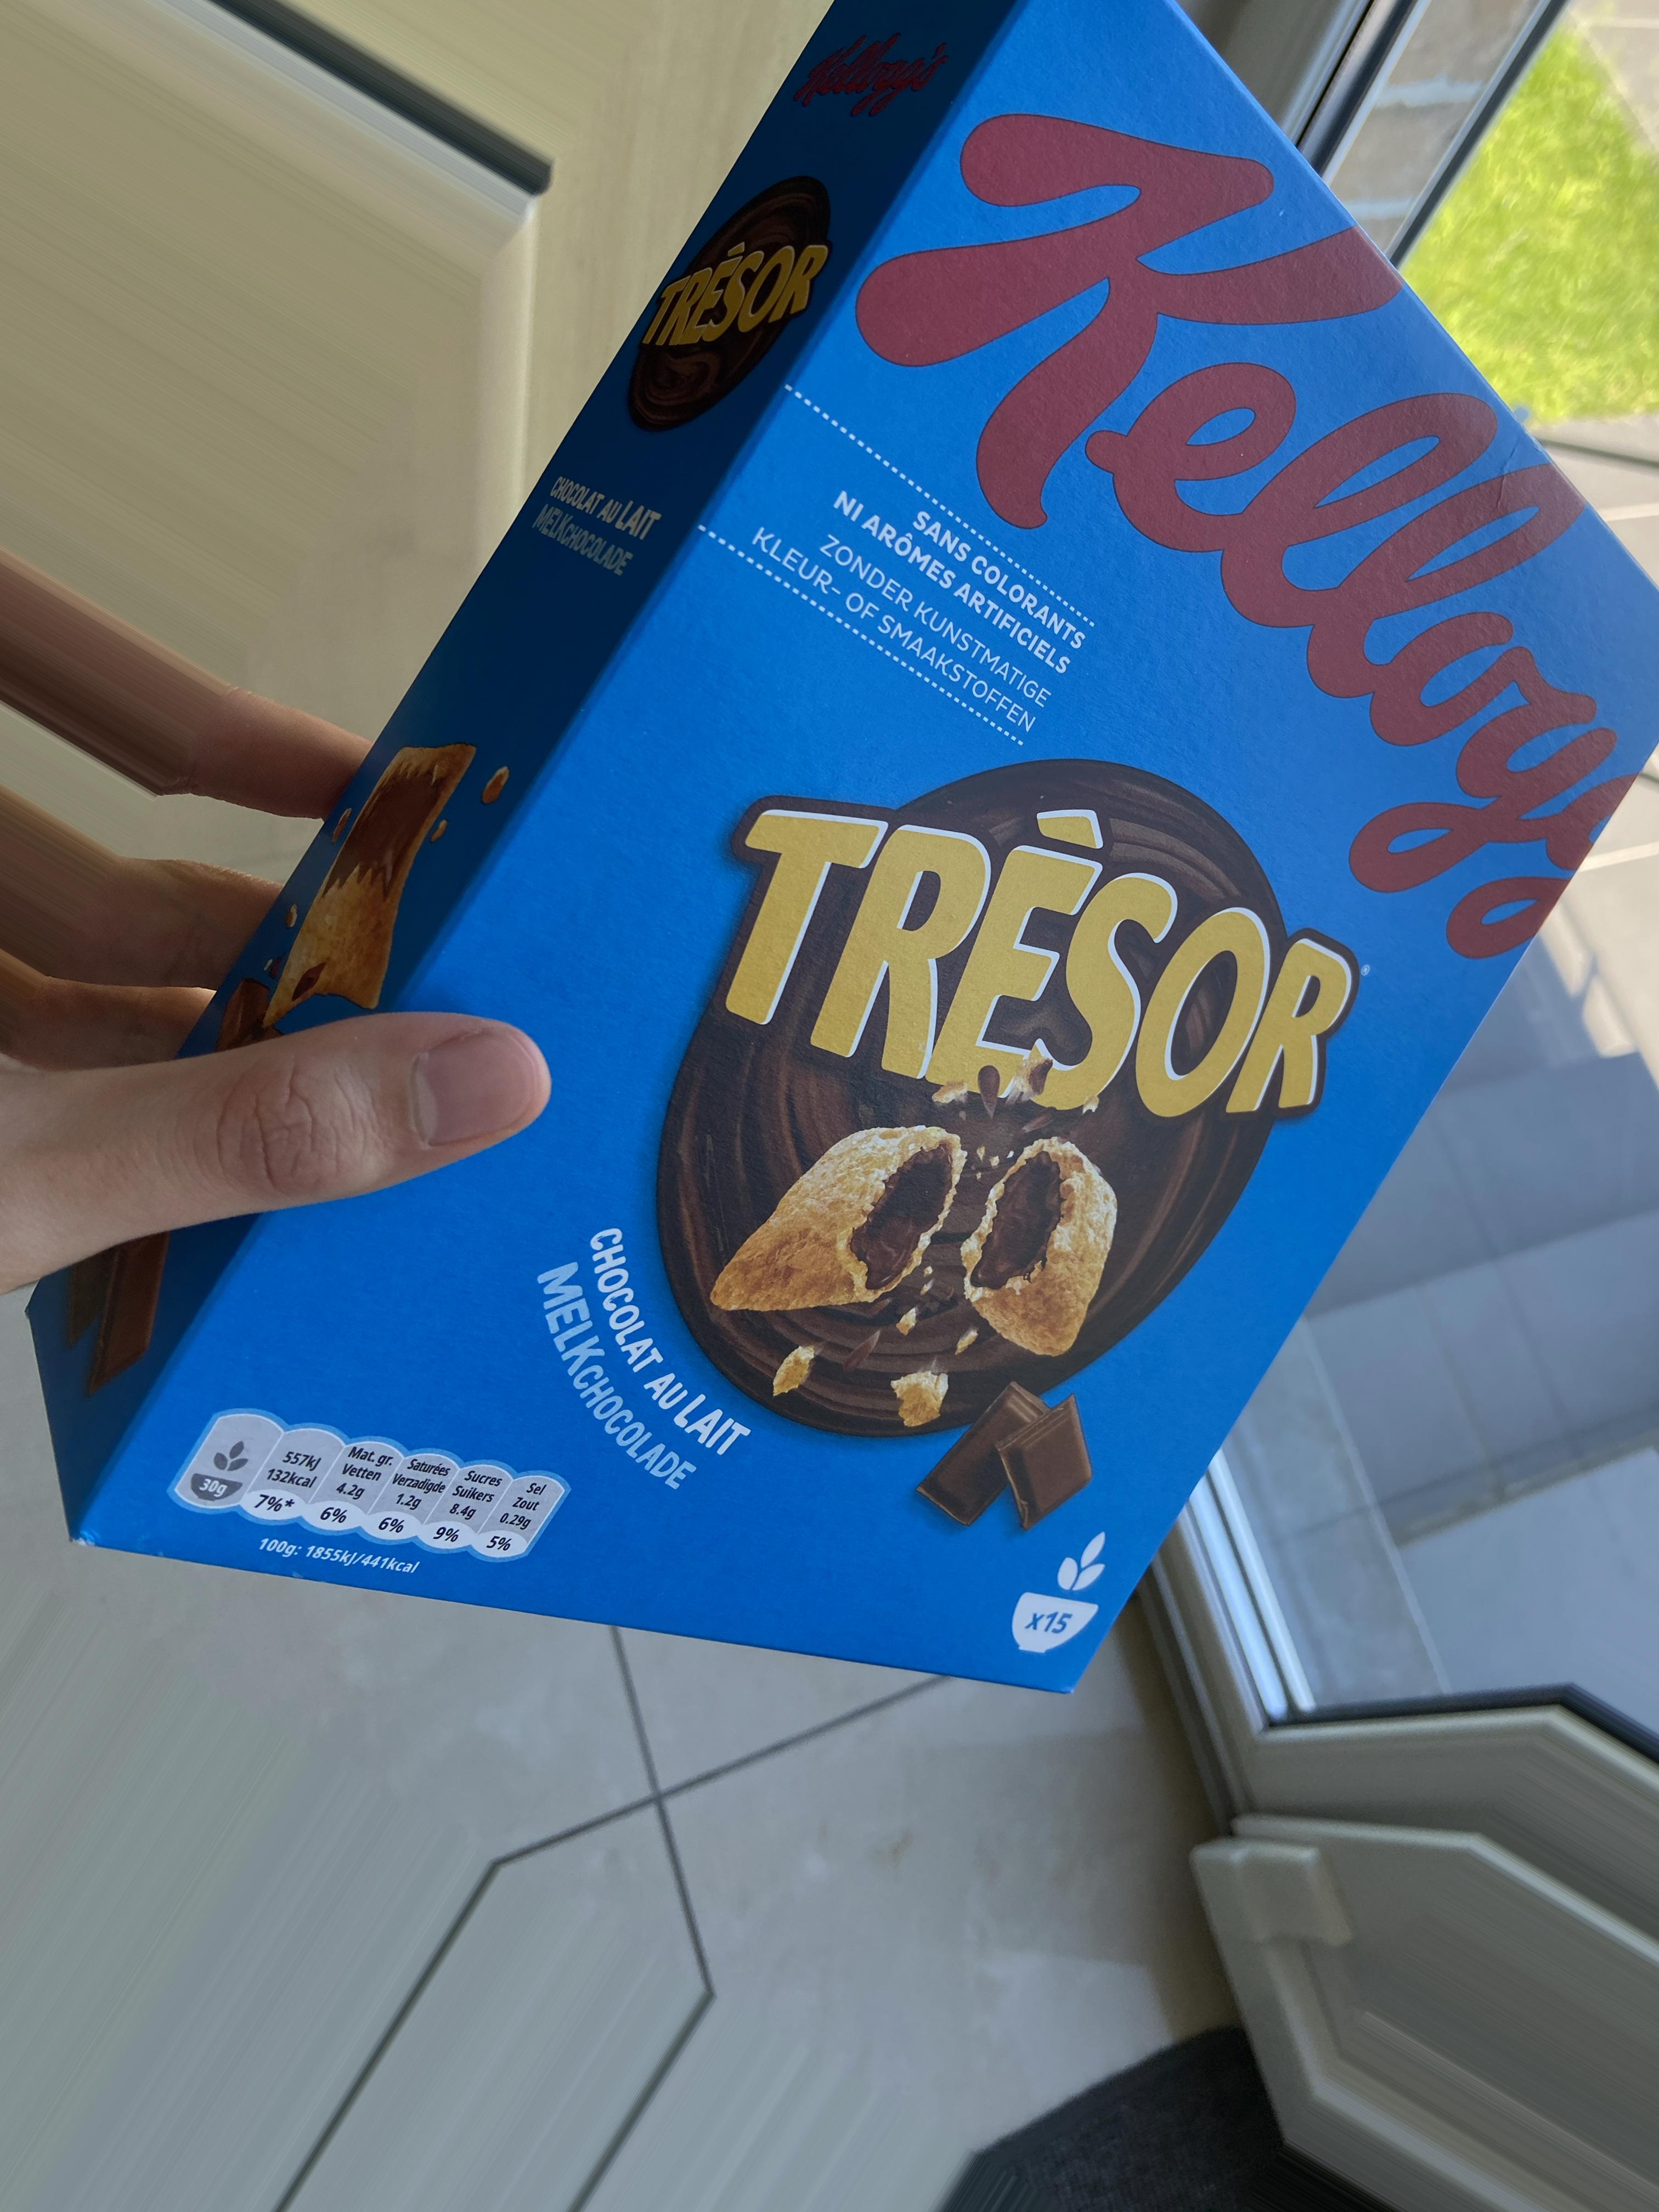 Kellogg's
TRÉSOR
CHOCOLAT AU LAIT
MELKCHOCOLADE
Kellogg's
SANS COLORANTS
NI ARÔMES ARTIFICIELS
ZONDER KUNSTMATIGE
KLEUR- OF SMAAKSTOFFEN
TRÉSOR
CHOCOLAT AU LAIT
MELKCHOCOLADE
30g
557kJ
132kcal
7%*
Mat. gr.
Vetten
4.2g
6%
Saturées
Verzadigde
1.2g
6%
Sucres
Suikers
8.4g
9%
Sel
Zout
0.29g
5%
100g: 1855kJ/441kcal
x15